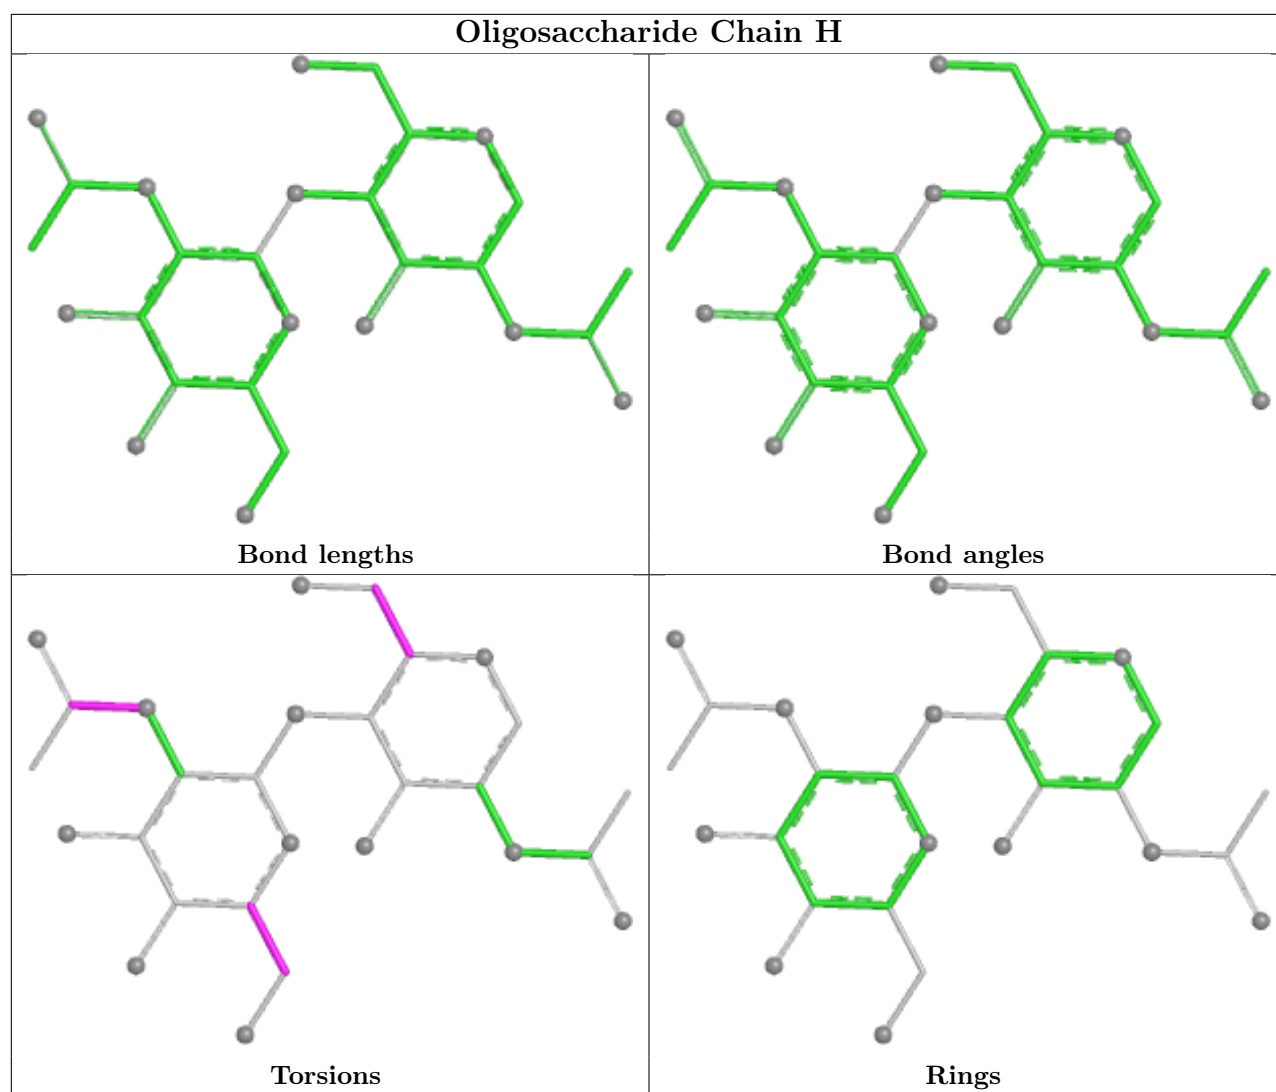 Oligosaccharide Chain H
Bond lengths
Bond angles
Torsions
Rings